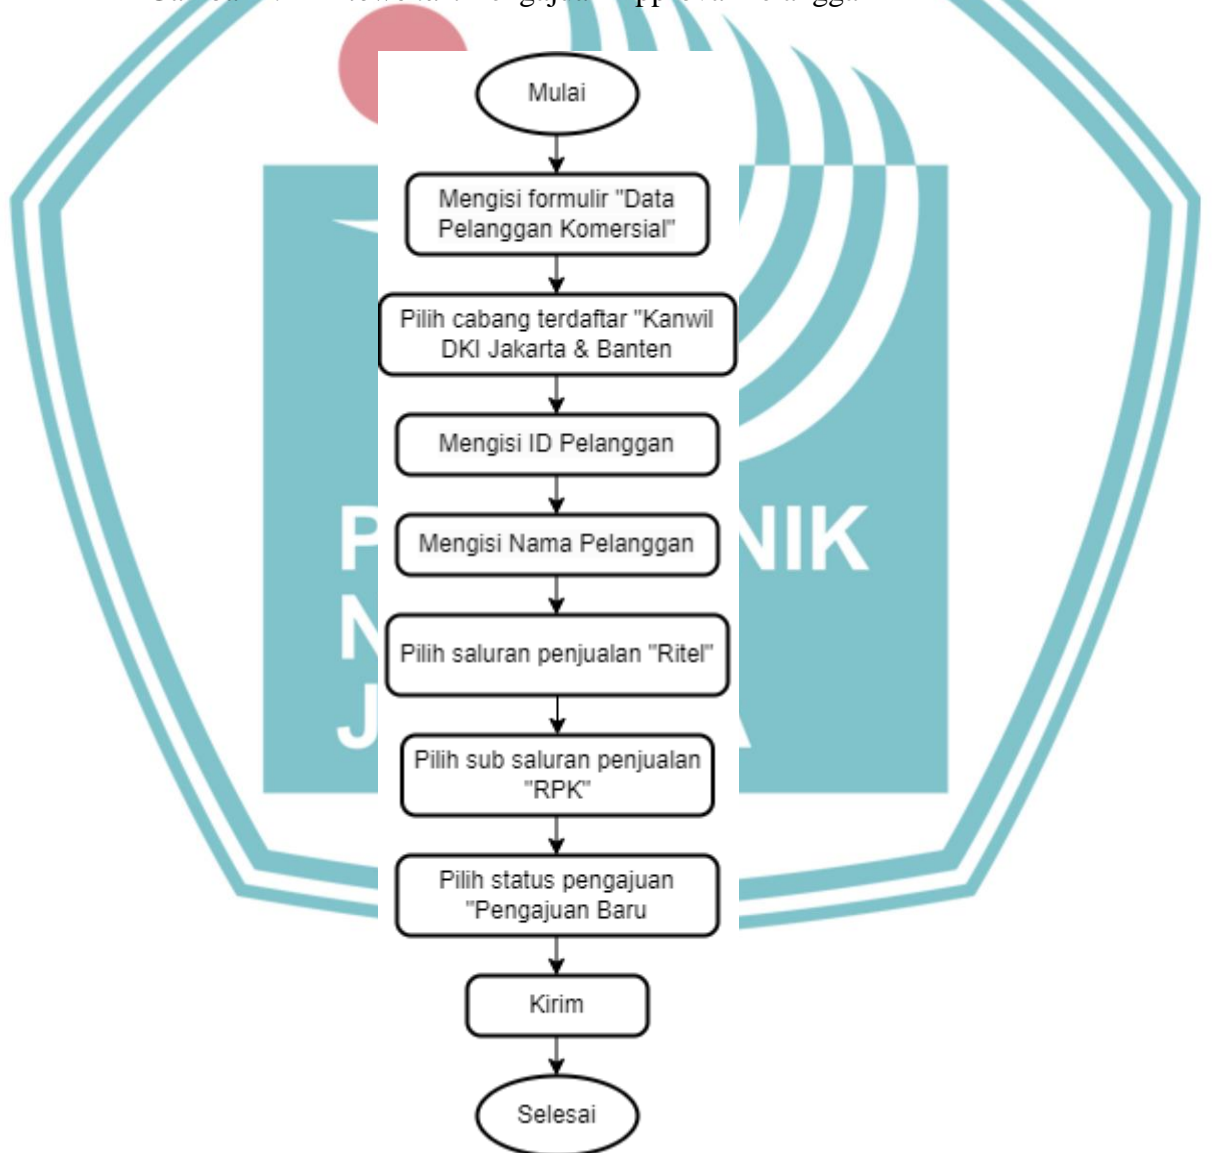 Mulai
Mengisi formulir "Data
Pelanggan Komersial"
Pilih cabang terdaftar "Kanwil
DKI Jakarta & Banten
Mengisi ID Pelanggan
Mengisi Nama Pelanggan
Pilih saluran penjualan "Ritel"
Pilih sub saluran penjualan
"RPK"
Pilih status pengajuan
"Pengajuan Baru
Kirim
Selesai